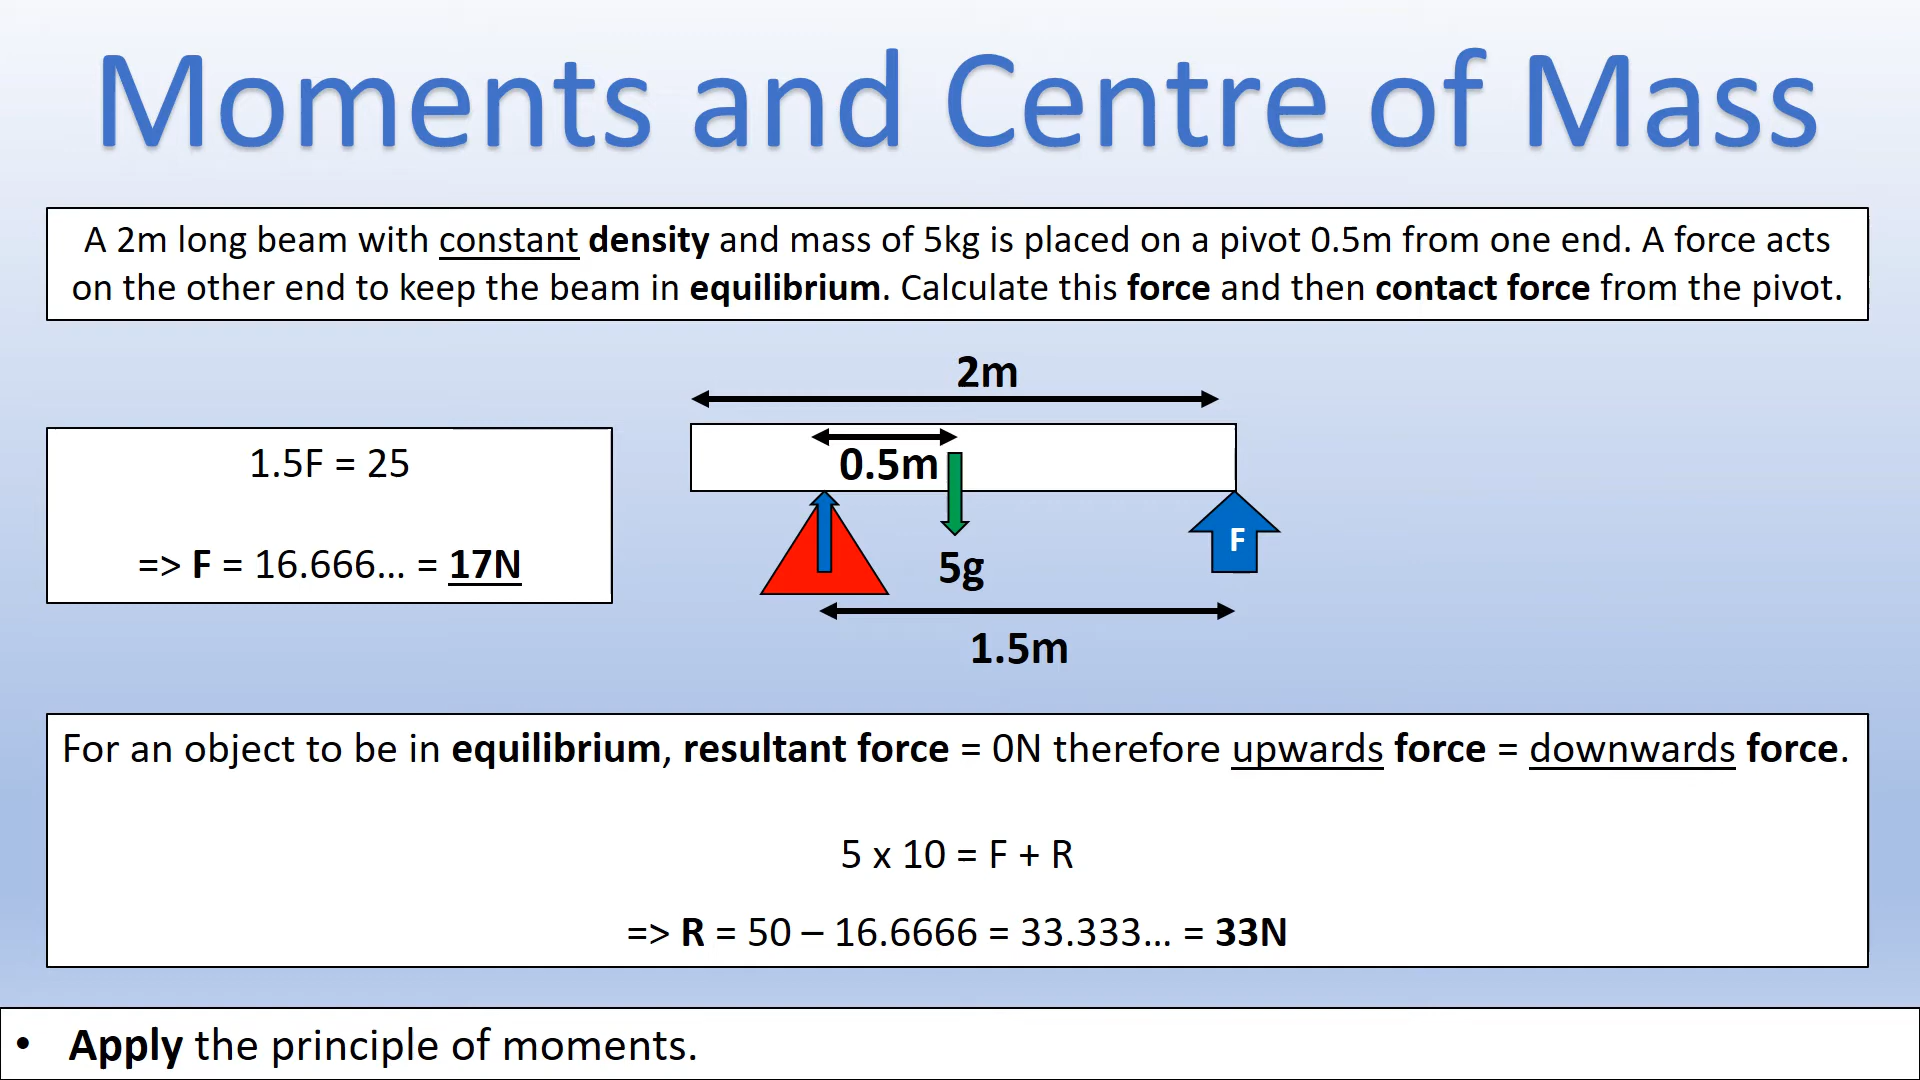 Moments and Centre of Mass
A 2m long beam with constant density and mass of 5kg is placed on a pivot 0.5m from one end. A force acts
on the other end to keep the beam in equilibrium. Calculate this force and then contact force from the pivot.
2m
0.5m
1.5F = 25
=> F = 16.666... = 17N
F
5g
1.5m
For an object to be in equilibrium, resultant force = 0N therefore upwards force = downwards force.
5 x 10 = F + R
=> R = 50 – 16.6666 = 33.333... = 33N
• Apply the principle of moments.